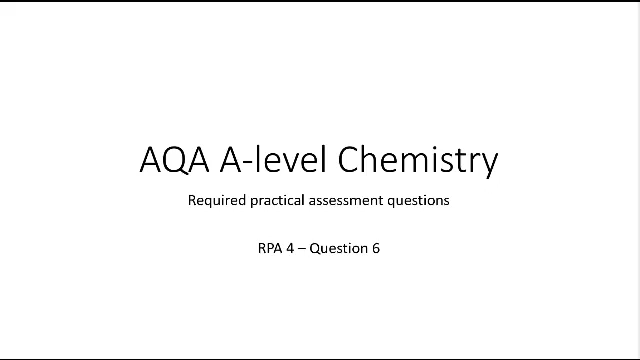 AQA A-level Chemistry
Required practical assessment questions
RPA 4 – Question 6